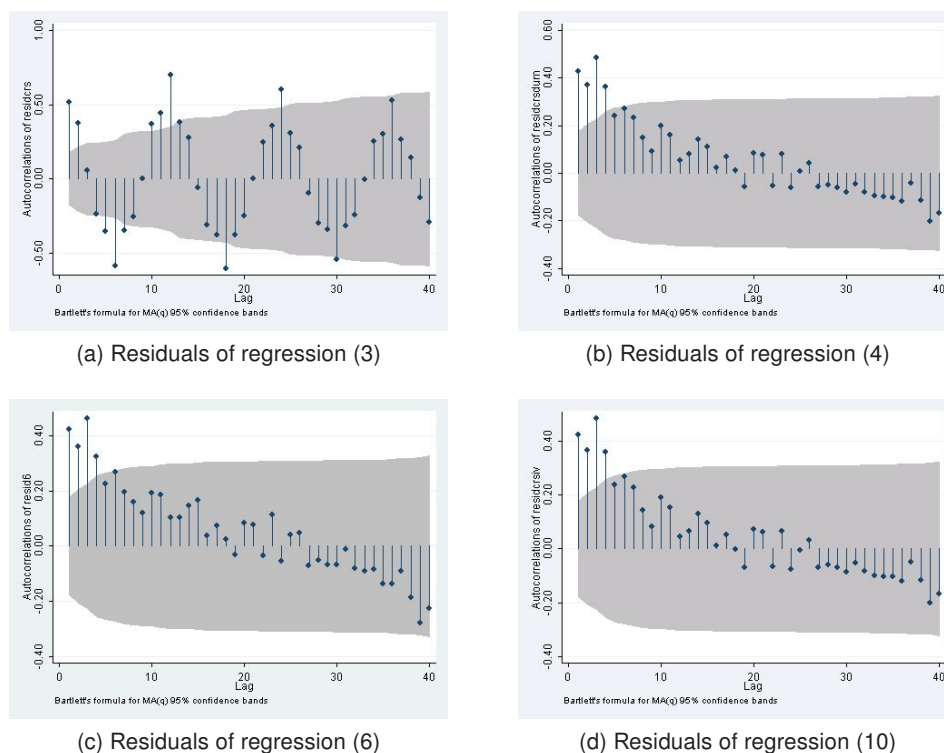 1.00
0.50
0.00
-0.50
Autocorrelations of residcrs
0 10 20 30 40
Lag
Bartlett's formula for MA(q) 95% confidence bands
(a) Residuals of regression (3)
0.60
0.40
0.20
0.00
-0.20
-0.40
Autocorrelations of residcrsdum
0 10 20 30 40
Lag
Bartlett's formula for MA(q) 95% confidence bands
(b) Residuals of regression (4)
0.40
0.20
0.00
-0.20
-0.40
Autocorrelations of resid6
0 10 20 30 40
Lag
Bartlett's formula for MA(q) 95% confidence bands
(c) Residuals of regression (6)
0.40
0.20
0.00
-0.20
-0.40
Autocorrelations of residcrsiv
0 10 20 30 40
Lag
Bartlett's formula for MA(q) 95% confidence bands
(d) Residuals of regression (10)